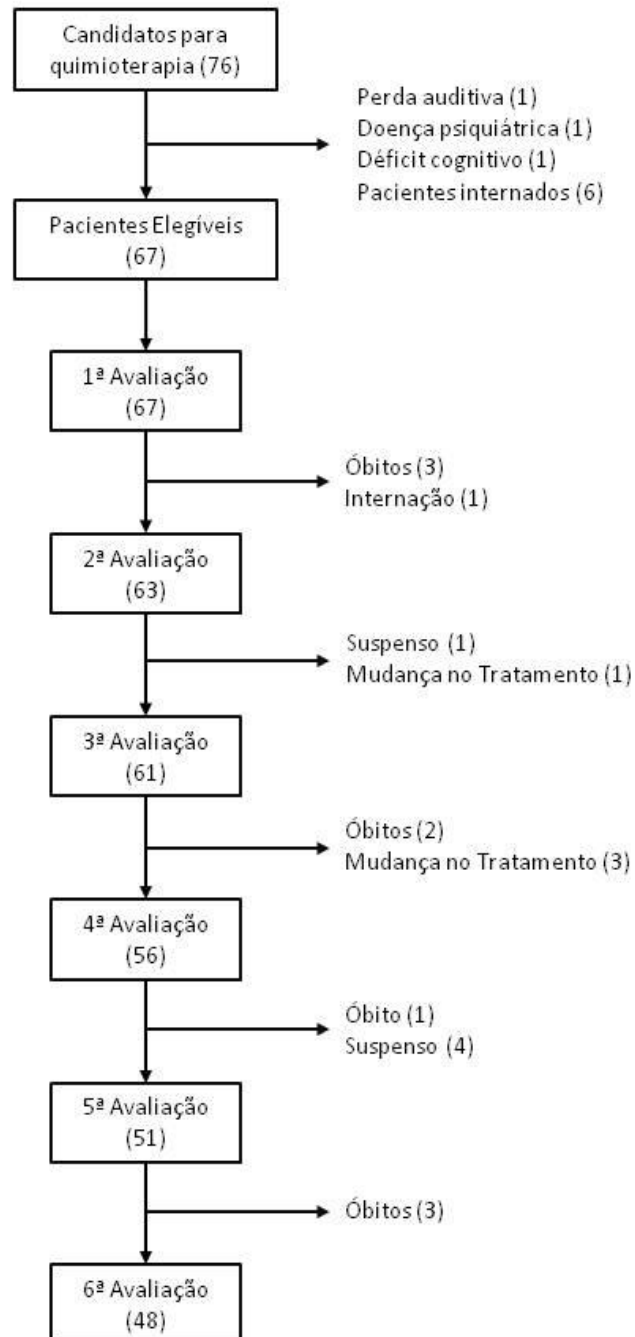 Candidatos para
quimioterapia (76)
Perda auditiva (1)
Doença psiquiátrica (1)
Déficit cognitivo (1)
Pacientes internados (6)
Pacientes Elegíveis
(67)
1ª Avaliação
(67)
Óbitos (3)
Internação (1)
2ª Avaliação
(63)
Suspenso (1)
Mudança no Tratamento (1)
3ª Avaliação
(61)
Óbitos (2)
Mudança no Tratamento (3)
4ª Avaliação
(56)
Óbito (1)
Suspenso (4)
5ª Avaliação
(51)
Óbitos (3)
6ª Avaliação
(48)